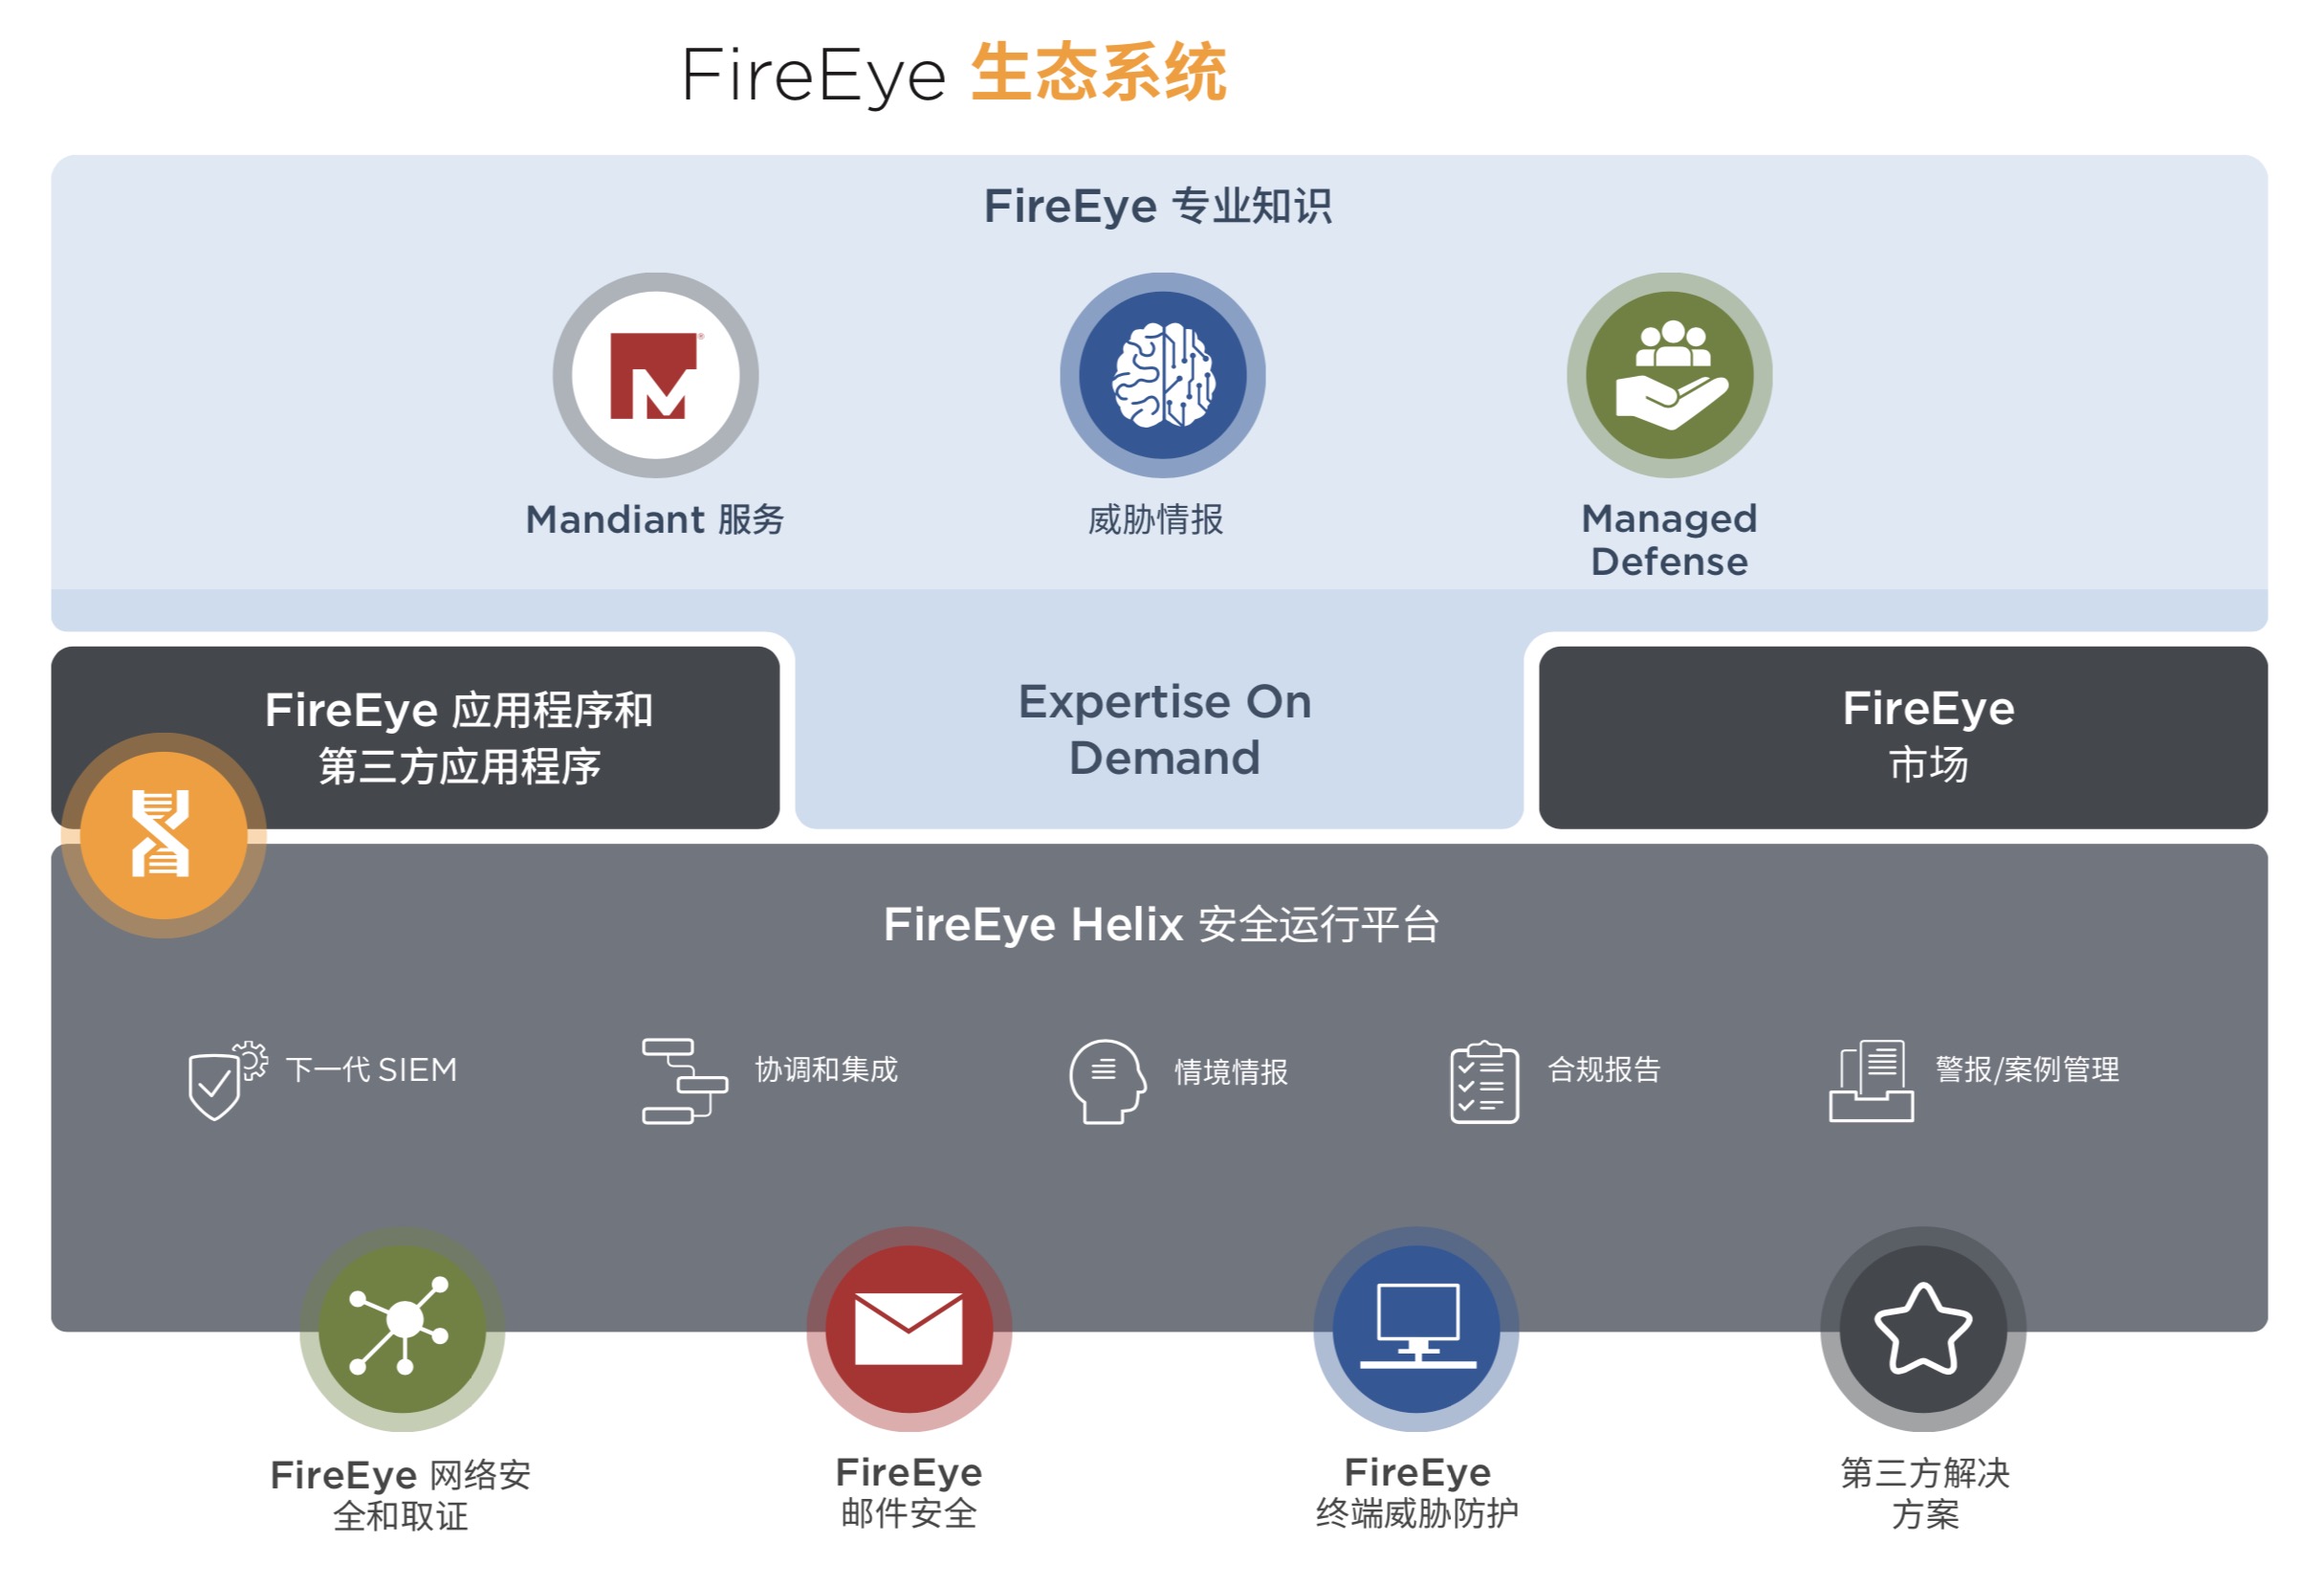 FireEye 生态系统
FireEye 专业知识
Mandiant 服务
威胁情报
Managed
Defense
FireEye 应用程序和
第三方应用程序
Expertise On
Demand
FireEye
市场
FireEye Helix 安全运行平台
下一代 SIEM
协调和集成
情境情报
合规报告
警报/案例管理
FireEye 网络安
全和取证
FireEye
邮件安全
FireEye
终端威胁防护
第三方解决
方案